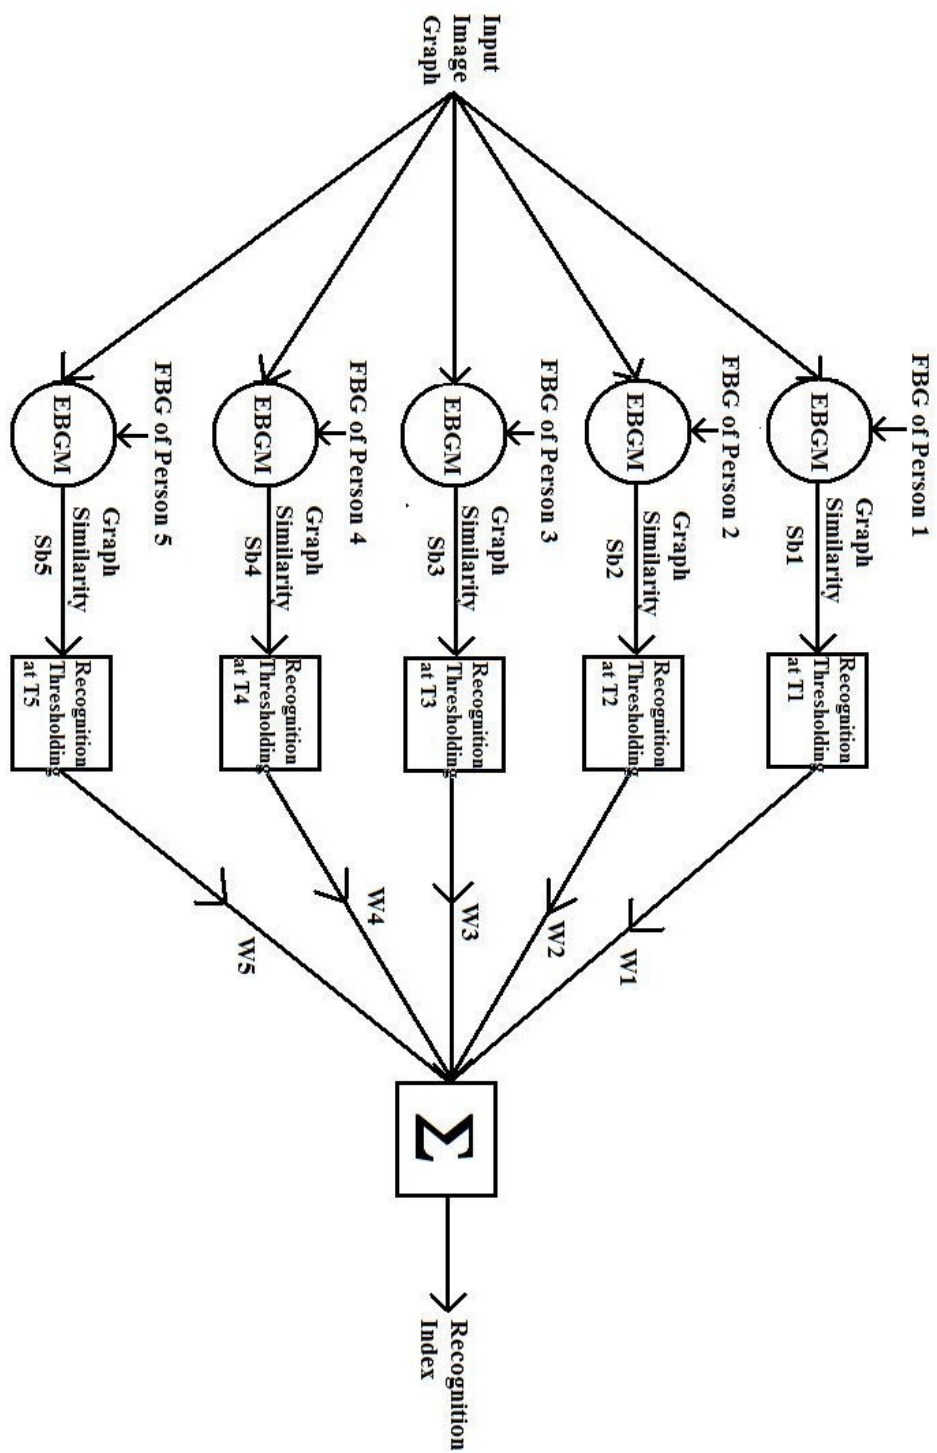 Input
Image
Graph
FBG of Person 1
EBGM
Graph
Similarity
Sb1
Recognition
Thresholding
at T1
W1
FBG of Person 2
EBGM
Graph
Similarity
Sb2
Recognition
Thresholding
at T2
W2
FBG of Person 3
EBGM
Graph
Similarity
Sb3
Recognition
Thresholding
at T3
W3
FBG of Person 4
EBGM
Graph
Similarity
Sb4
Recognition
Thresholding
at T4
W4
FBG of Person 5
EBGM
Graph
Similarity
Sb5
Recognition
Thresholding
at T5
W5
Σ
Recognition
Index